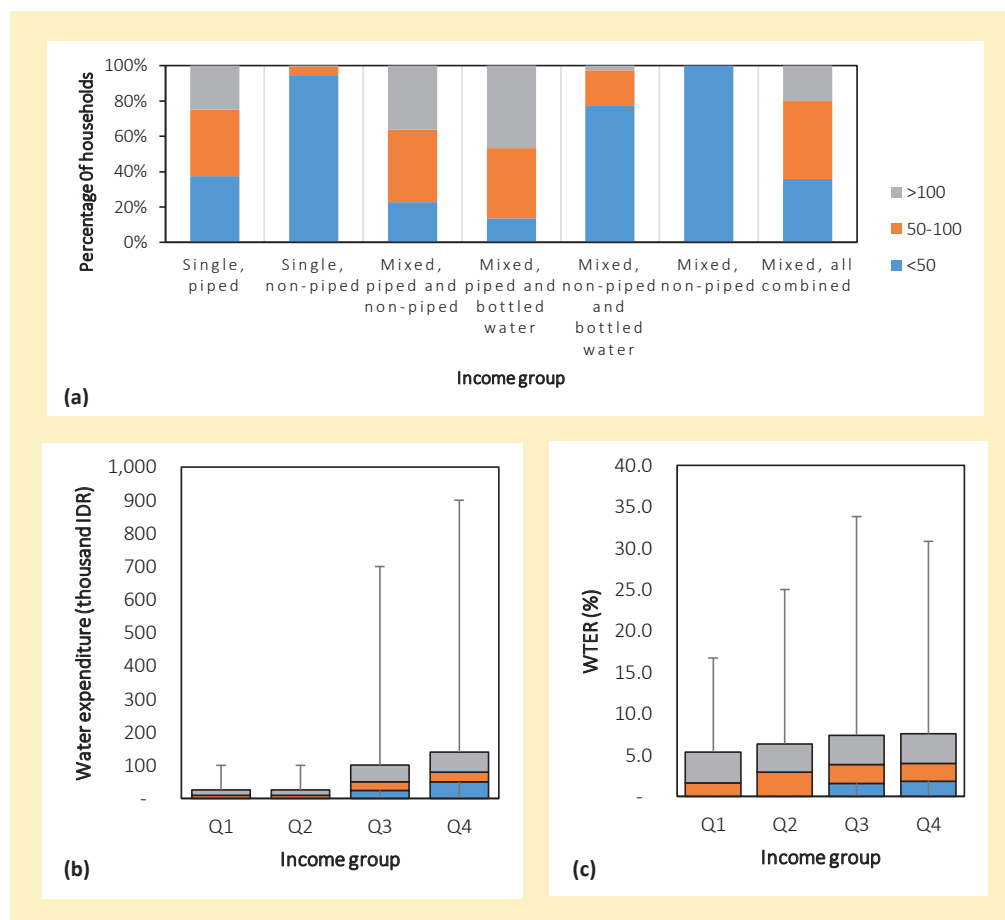 100%
80%
60%
40%
20%
0%
Percentage 0f households
Single, piped
Single, non-piped
Mixed, piped and non-piped
Mixed, piped and bottled water
Mixed, non-piped and bottled water
Mixed, non-piped
Mixed, all combined
>100
50-100
<50
Income group
(a)
1,000
900
800
700
600
500
400
300
200
100
-
Water expenditure (thousand IDR)
Q1 Q2 Q3 Q4
Income group
(b)
40.0
35.0
30.0
25.0
20.0
15.0
10.0
5.0
-
WTER (%)
Q1 Q2 Q3 Q4
Income group
(c)